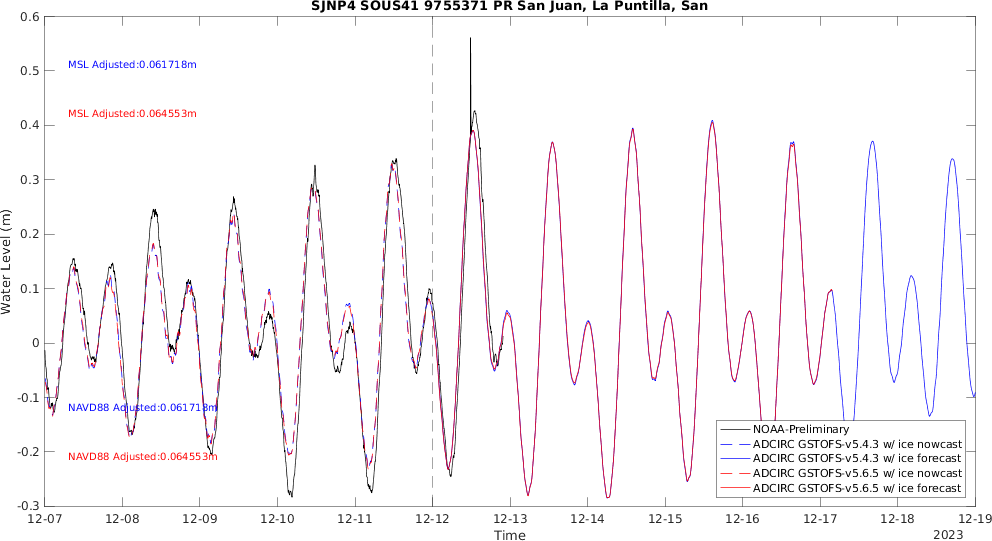 SJNP4 SOUS41 9755371 PR San Juan, La Puntilla, San
0.6
0.5
0.4
0.3
0.2
0.1
0
-0.1
-0.2
-0.3
Water Level (m)
MSL Adjusted:0.061718m
MSL Adjusted:0.064553m
NAVD88 Adjusted:0.061718m
NAVD88 Adjusted:0.064553m
NOAA-Preliminary
ADCIRC GSTOFS-v5.4.3 w/ ice nowcast
ADCIRC GSTOFS-v5.4.3 w/ ice forecast
ADCIRC GSTOFS-v5.6.5 w/ ice nowcast
ADCIRC GSTOFS-v5.6.5 w/ ice forecast
12-07 12-08 12-09 12-10 12-11 12-12 12-13 12-14 12-15 12-16 12-17 12-18 12-19
Time
2023